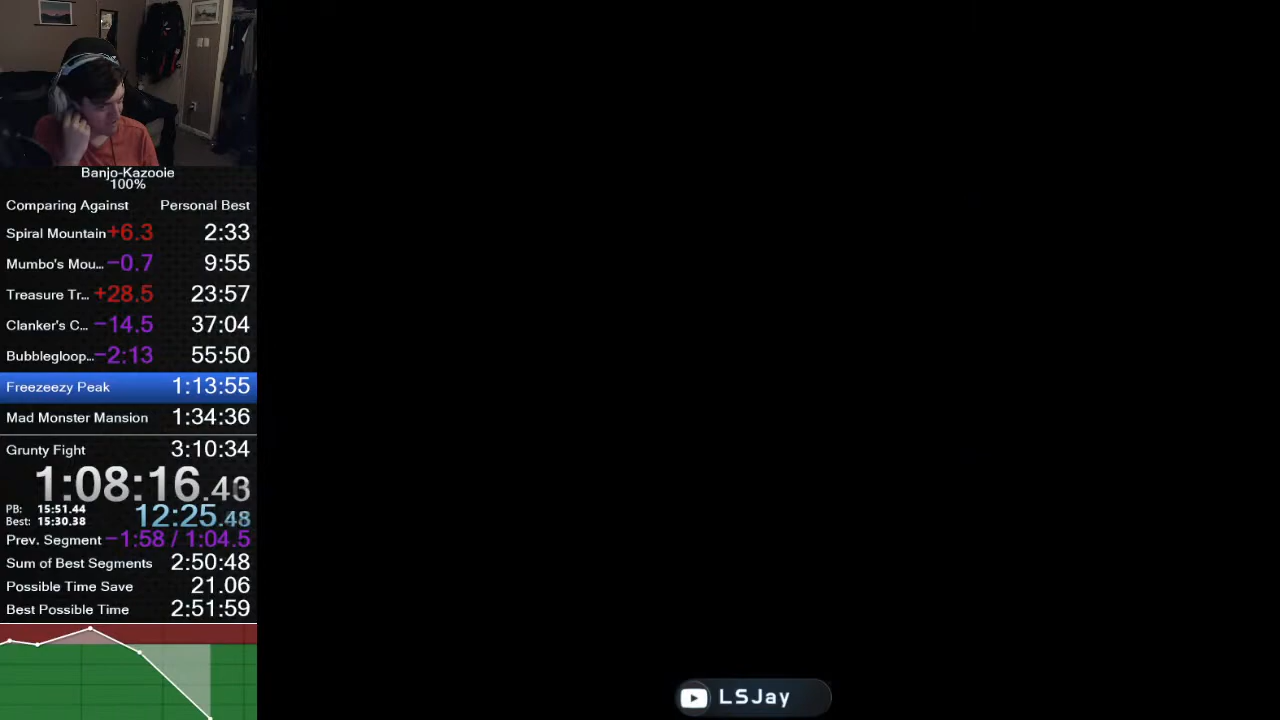 Banjo-Kazooie
100%
Comparing Against Personal Best
Spiral Mountain +6.3 2:33
Mumbo's Mou... −0.7 9:55
Treasure Tr... +28.5 23:57
Clanker's C... −14.5 37:04
Bubblegloop... −2:13 55:50
Freezeezy Peak 1:13:55
Mad Monster Mansion 1:34:36
Grunty Fight 3:10:34
1:08:16.43
PB: 15:51.44
Best: 15:30.38
12:25.48
Prev. Segment −1:58 / 1:04.5
Sum of Best Segments 2:50:48
Possible Time Save 21.06
Best Possible Time 2:51:59
LSJay